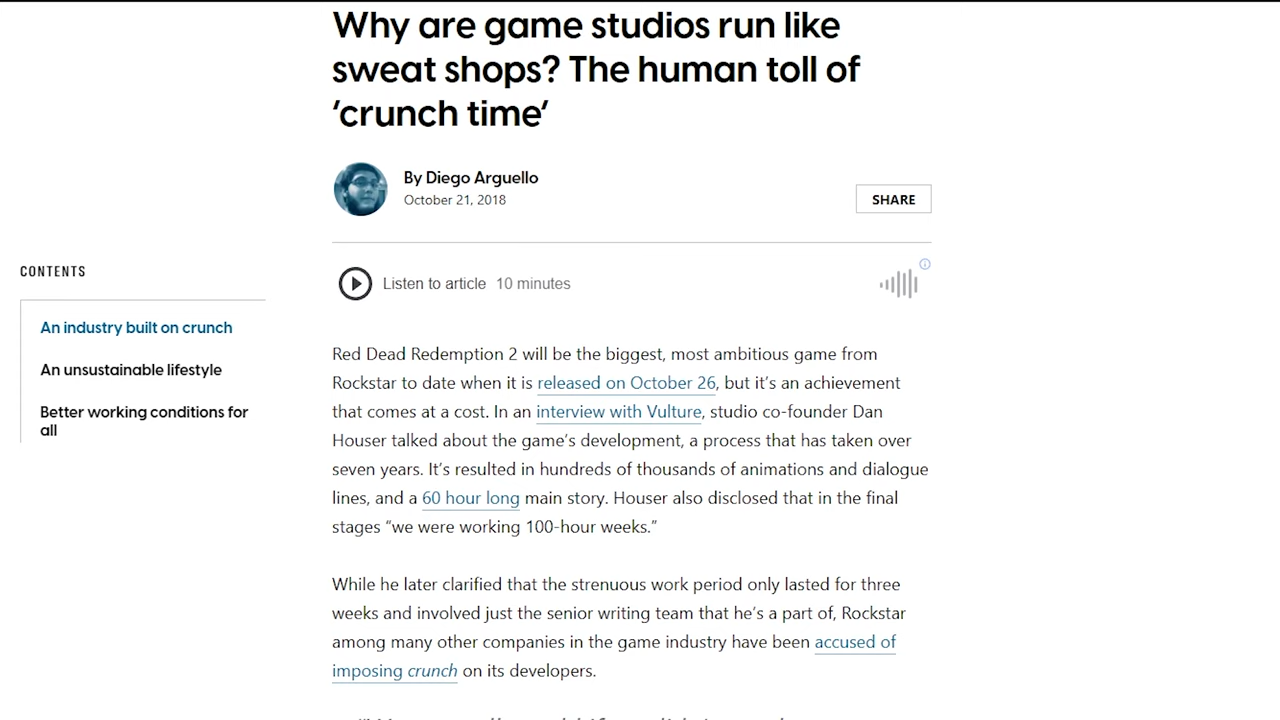 Why are game studios run like
sweat shops? The human toll of
‘crunch time‘
By Diego Arguello
October 21, 2018
SHARE
CONTENTS
An industry built on crunch
An unsustainable lifestyle
Better working conditions for
all
Listen to article 10 minutes
Red Dead Redemption 2 will be the biggest, most ambitious game from
Rockstar to date when it is released on October 26, but it’s an achievement
that comes at a cost. In an interview with Vulture, studio co-founder Dan
Houser talked about the game’s development, a process that has taken over
seven years. It’s resulted in hundreds of thousands of animations and dialogue
lines, and a 60 hour long main story. Houser also disclosed that in the final
stages “we were working 100-hour weeks.”
While he later clarified that the strenuous work period only lasted for three
weeks and involved just the senior writing team that he’s a part of, Rockstar
among many other companies in the game industry have been accused of
imposing crunch on its developers.